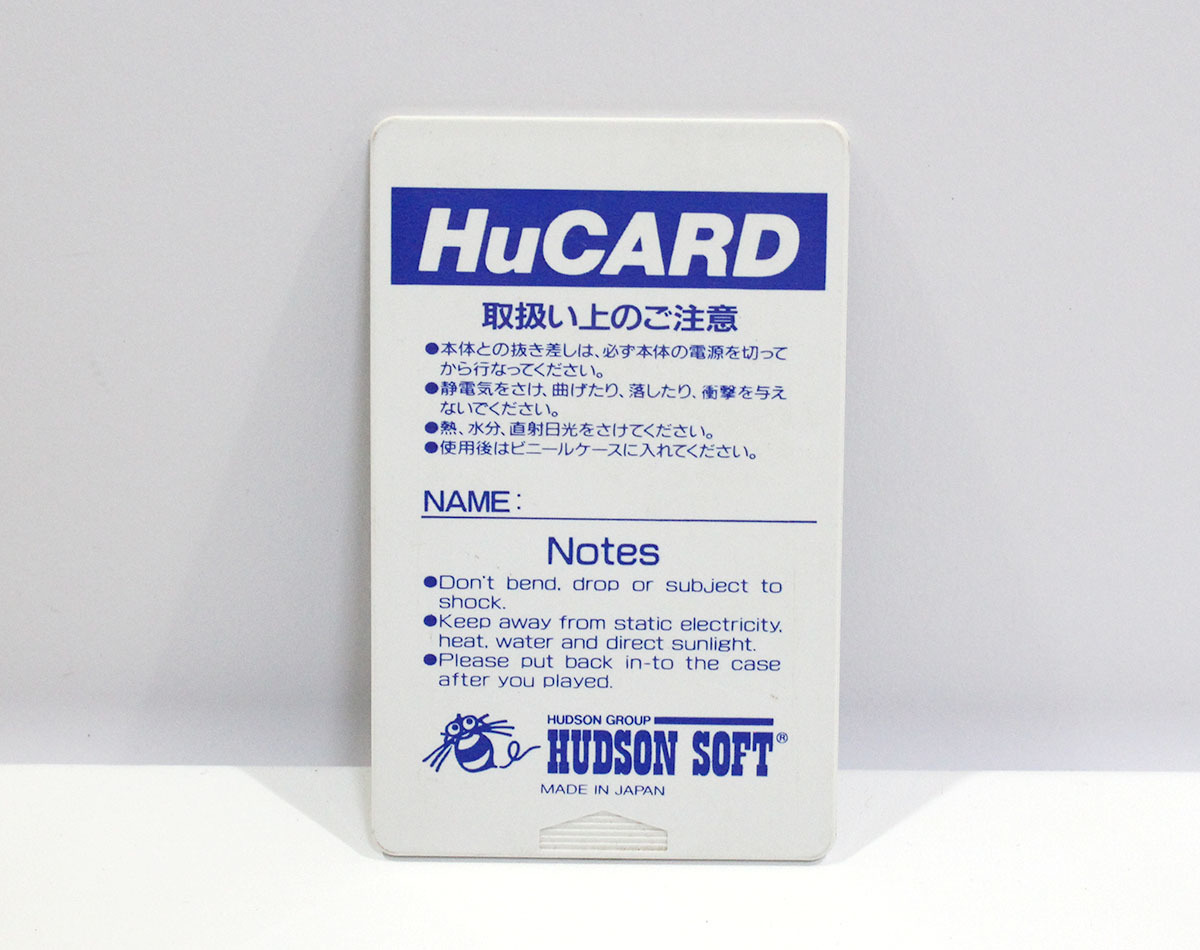 HuCARD
取扱い上のご注意
●本体との抜き差しは、必ず本体の電源を切って
から行なってください。
●静電気をさけ、曲げたり、落したり、衝撃を与え
ないでください。
●熱、水分、直射日光をさけてください。
●使用後はビニールケースに入れてください。
NAME:
Notes
●Don't bend, drop or subject to
shock.
●Keep away from static electricity,
heat, water and direct sunlight.
●Please put back in-to the case
after you played.
HUDSON GROUP
HUDSON SOFT®
MADE IN JAPAN